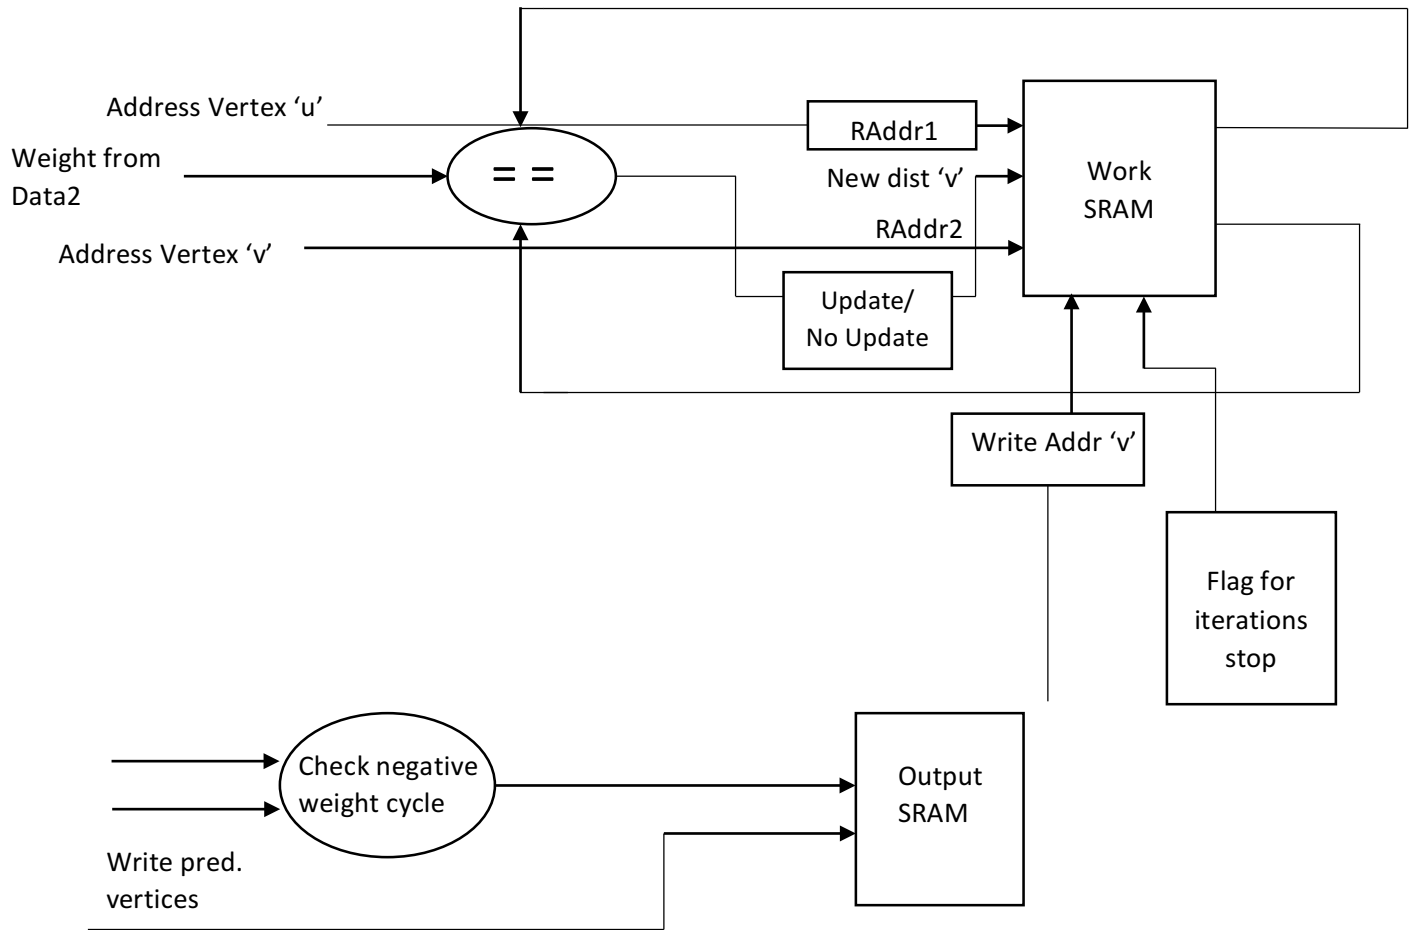 Address Vertex ‘u’
RAddr1
Weight from
Data2
= =
New dist ‘v’
Work
SRAM
RAddr2
Address Vertex ‘v’
Update/
No Update
Write Addr ‘v’
Flag for
iterations
stop
Check negative
weight cycle
Output
SRAM
Write pred.
vertices